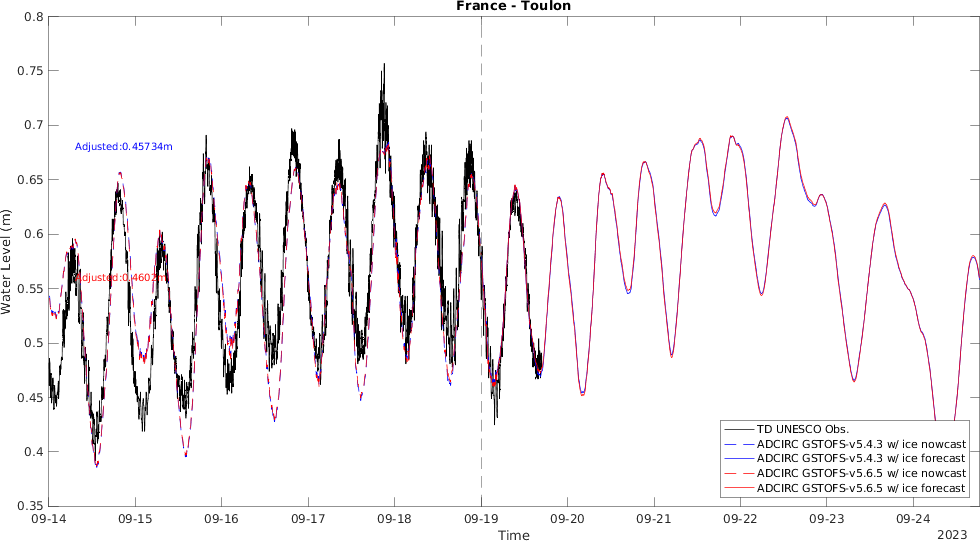 France - Toulon
0.8
0.75
0.7
0.65
0.6
0.55
0.5
0.45
0.4
0.35
Water Level (m)
Adjusted:0.45734m
Adjusted:0.4602m
TD UNESCO Obs.
ADCIRC GSTOFS-v5.4.3 w/ ice nowcast
ADCIRC GSTOFS-v5.4.3 w/ ice forecast
ADCIRC GSTOFS-v5.6.5 w/ ice nowcast
ADCIRC GSTOFS-v5.6.5 w/ ice forecast
09-14 09-15 09-16 09-17 09-18 09-19 09-20 09-21 09-22 09-23 09-24
Time
2023